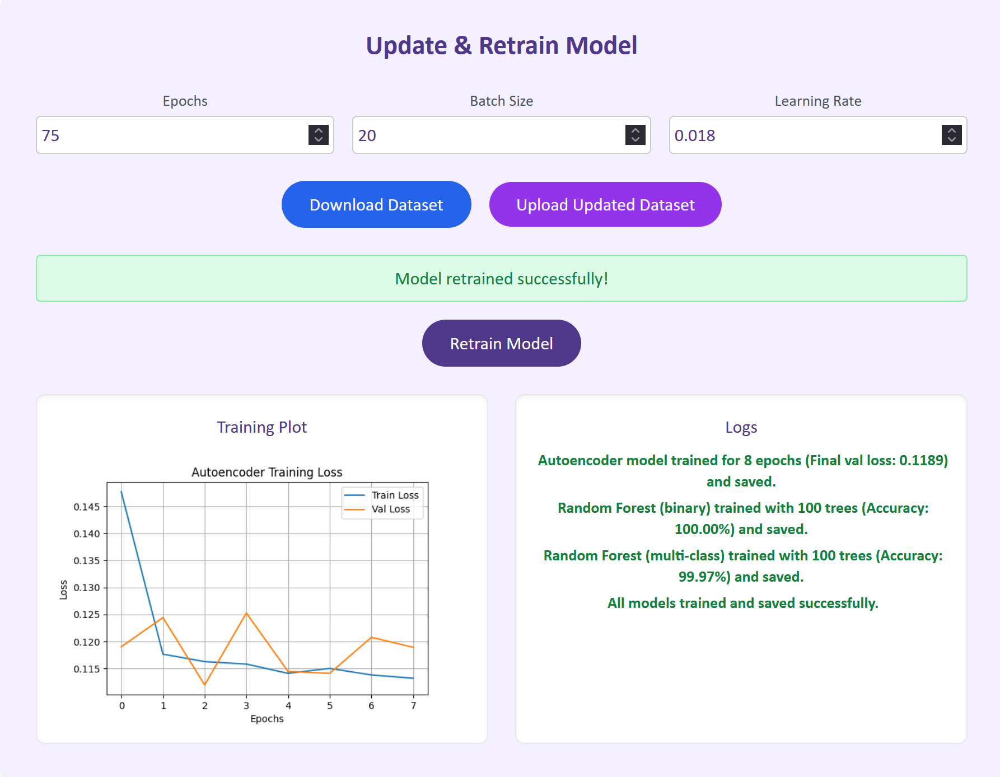 Update & Retrain Model
Epochs
Batch Size
Learning Rate
75
20
0.018
Download Dataset
Upload Updated Dataset
Model retrained successfully!
Retrain Model
Training Plot
Autoencoder Training Loss
Train Loss
Val Loss
0.145
0.140
0.135
0.130
0.125
0.120
0.115
Loss
0 1 2 3 4 5 6 7
Epochs
Logs
Autoencoder model trained for 8 epochs (Final val loss: 0.1189)
and saved.
Random Forest (binary) trained with 100 trees (Accuracy:
100.00%) and saved.
Random Forest (multi-class) trained with 100 trees (Accuracy:
99.97%) and saved.
All models trained and saved successfully.